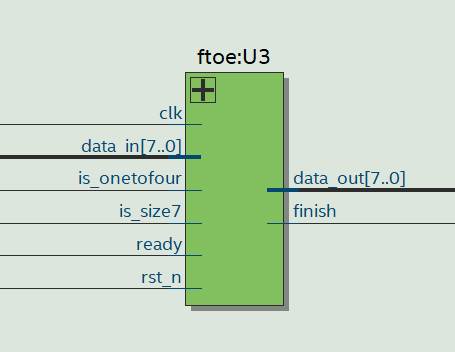 ftoe:U3
clk
data_in[7..0]
is_onetofour
is_size7
ready
rst_n
data_out[7..0]
finish